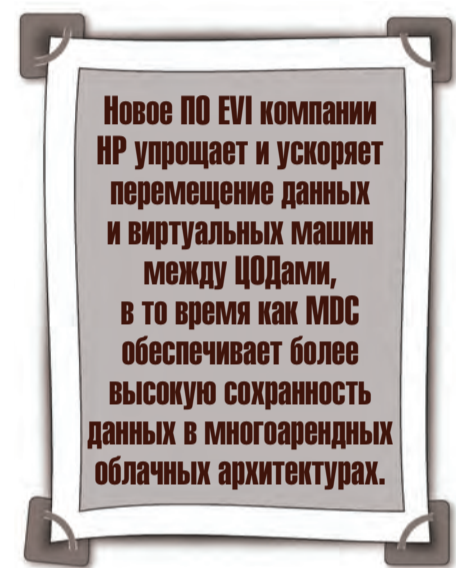 Новое ПО EVI компании
HP упрощает и ускоряет
перемещение данных
и виртуальных машин
между ЦОДами,
в то время как MDC
обеспечивает более
высокую сохранность
данных в многоарендных
облачных архитектурах.